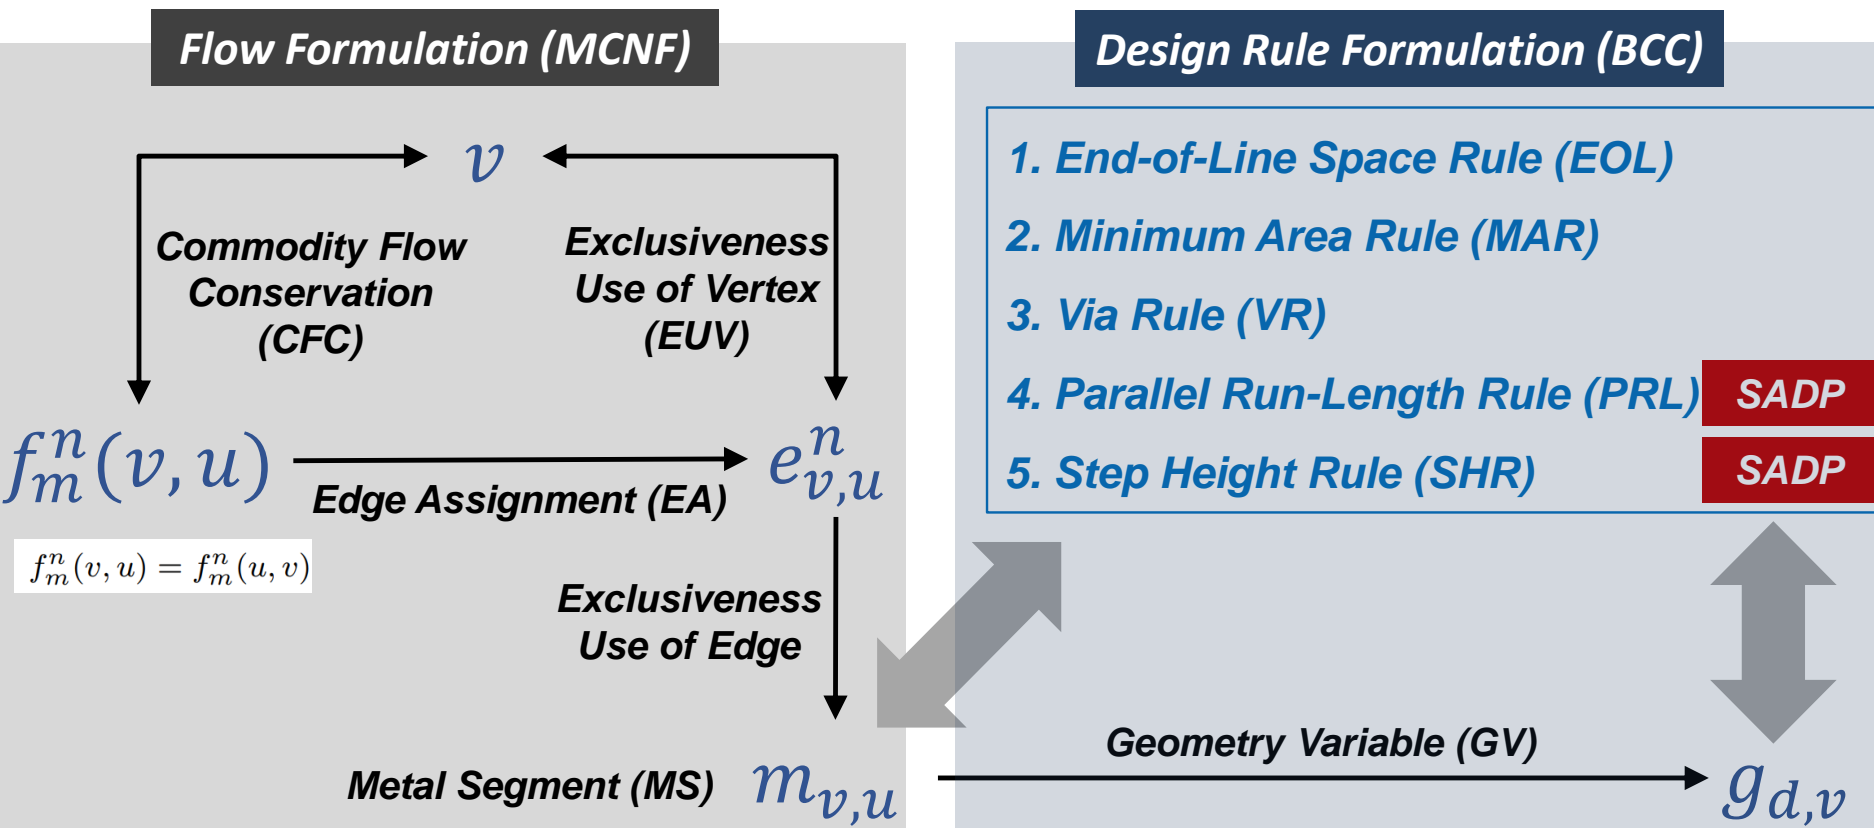 Flow Formulation (MCNF)
v
Commodity Flow
Conservation
(CFC)
Exclusiveness
Use of Vertex
(EUV)
f_m^n(v, u)
Edge Assignment (EA)
e_{v,u}^n
f_m^n(v, u) = f_m^n(u, v)
Exclusiveness
Use of Edge
Metal Segment (MS)
m_{v,u}
Design Rule Formulation (BCC)
1. End-of-Line Space Rule (EOL)
2. Minimum Area Rule (MAR)
3. Via Rule (VR)
4. Parallel Run-Length Rule (PRL) SADP
5. Step Height Rule (SHR) SADP
Geometry Variable (GV)
g_{d,v}